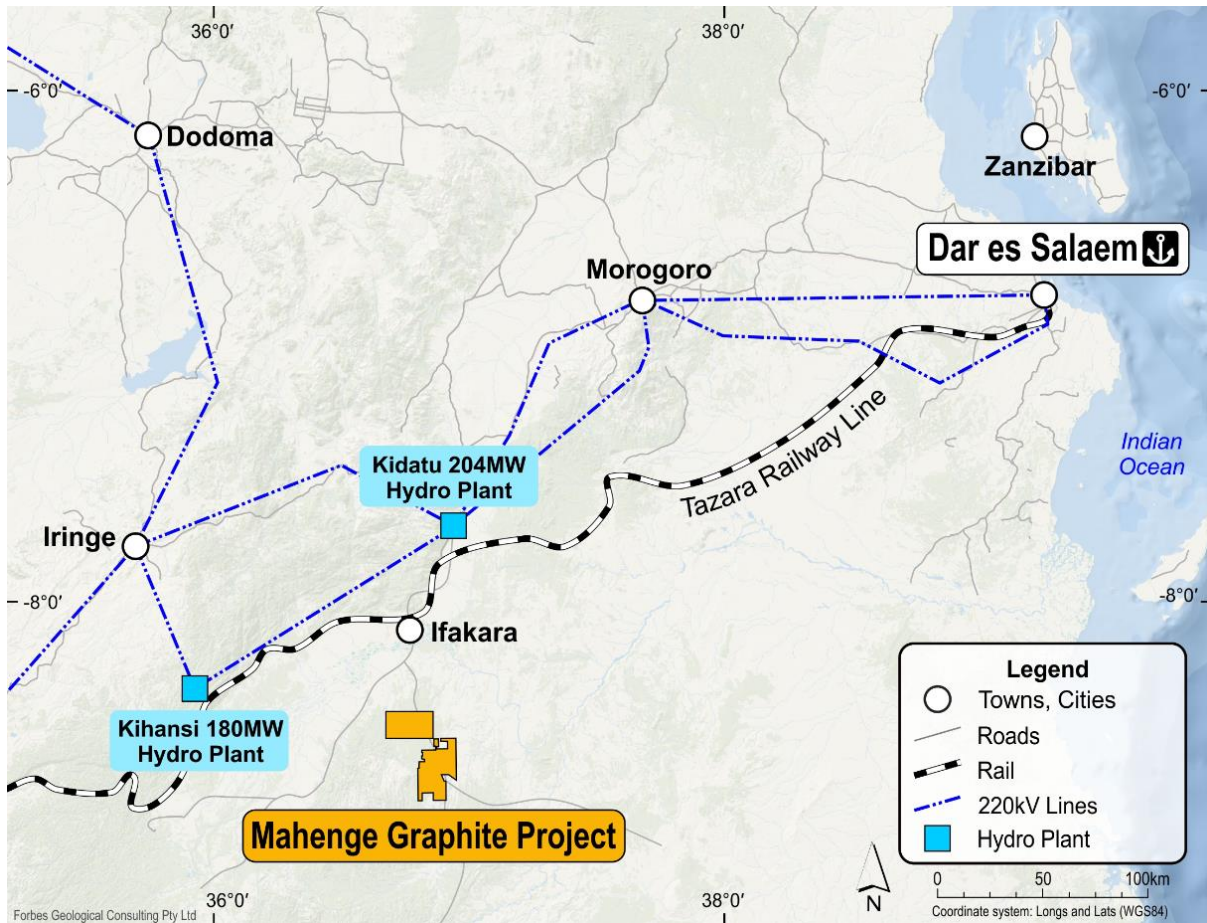 36°0′
38°0′
-6°0′
-6°0′
Dodoma
Zanzibar
Dar es Salaem
Morogoro
Tazara Railway Line
Indian
Ocean
Kidatu 204MW
Hydro Plant
Iringe
-8°0′
-8°0′
Ifakara
Kihansi 180MW
Hydro Plant
Mahenge Graphite Project
Legend
Towns, Cities
Roads
Rail
220kV Lines
Hydro Plant
N
0 50 100km
Coordinate system: Longs and Lats (WGS84)
36°0′
38°0′
Forbes Geological Consulting Pty Ltd